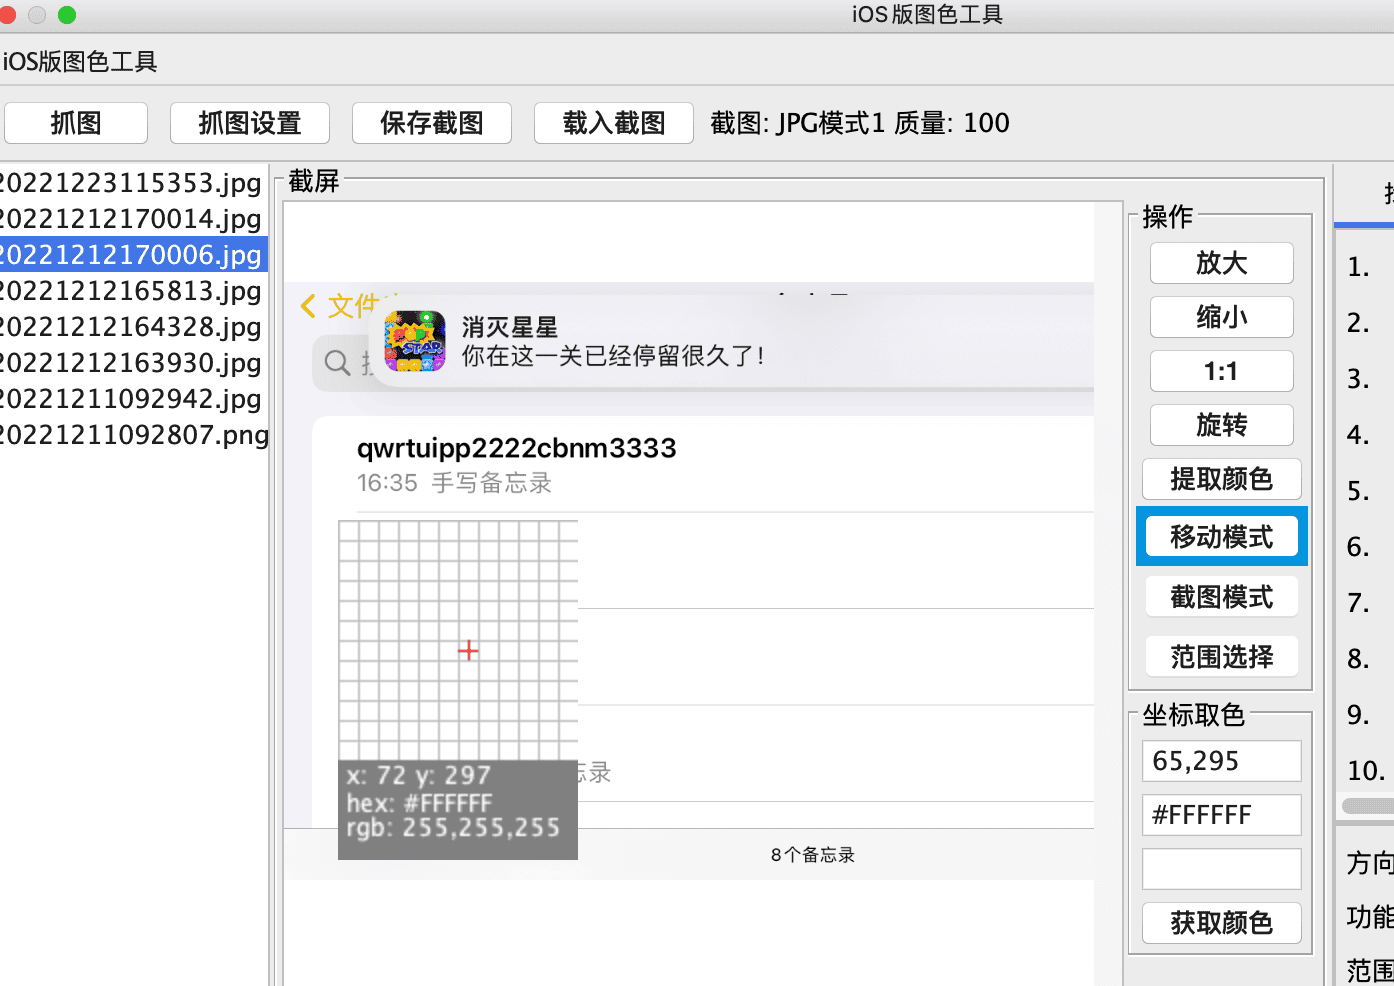 iOS版图色工具
iOS版图色工具
抓图
抓图设置
保存截图
载入截图
截图: JPG模式1 质量: 100
20221223115353.jpg
20221212170014.jpg
20221212170006.jpg
20221212165813.jpg
20221212164328.jpg
20221212163930.jpg
20221211092942.jpg
20221211092807.png
截屏
文件
消灭星星
你在这一关已经停留很久了!
POP
STAR
qwrtuipp2222cbnm3333
16:35 手写备忘录
x: 72 y: 297
hex: #FFFFFF
rgb: 255,255,255
忘录
8个备忘录
操作
放大
缩小
1:1
旋转
提取颜色
移动模式
截图模式
范围选择
坐标取色
65,295
#FFFFFF
获取颜色
1.
2.
3.
4.
5.
6.
7.
8.
9.
10.
方向
功能
范围